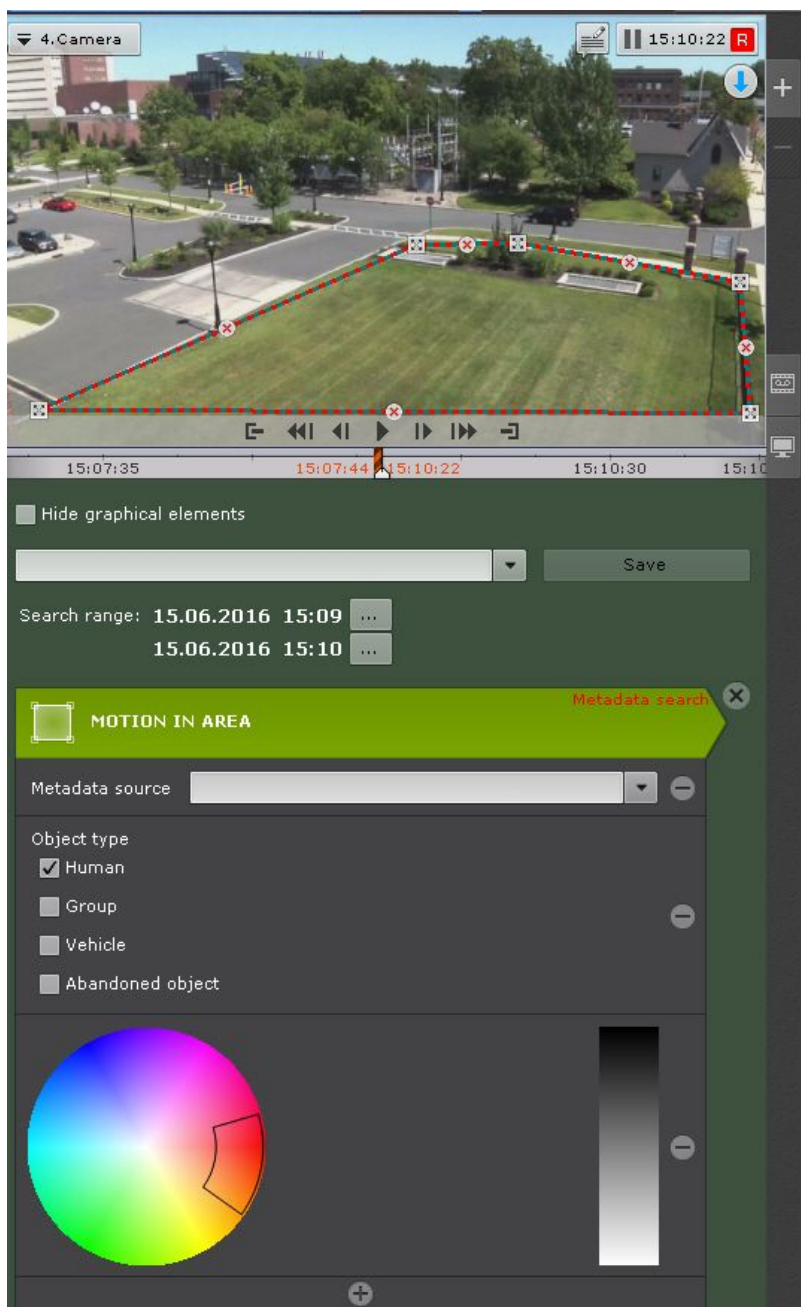 4.Camera
15:10:22 R
15:07:35 15:07:44 15:10:22 15:10:30 15:10
Hide graphical elements
Save
Search range: 15.06.2016 15:09 ...
15.06.2016 15:10 ...
Metadata search
MOTION IN AREA
Metadata source
Object type
Human
Group
Vehicle
Abandoned object